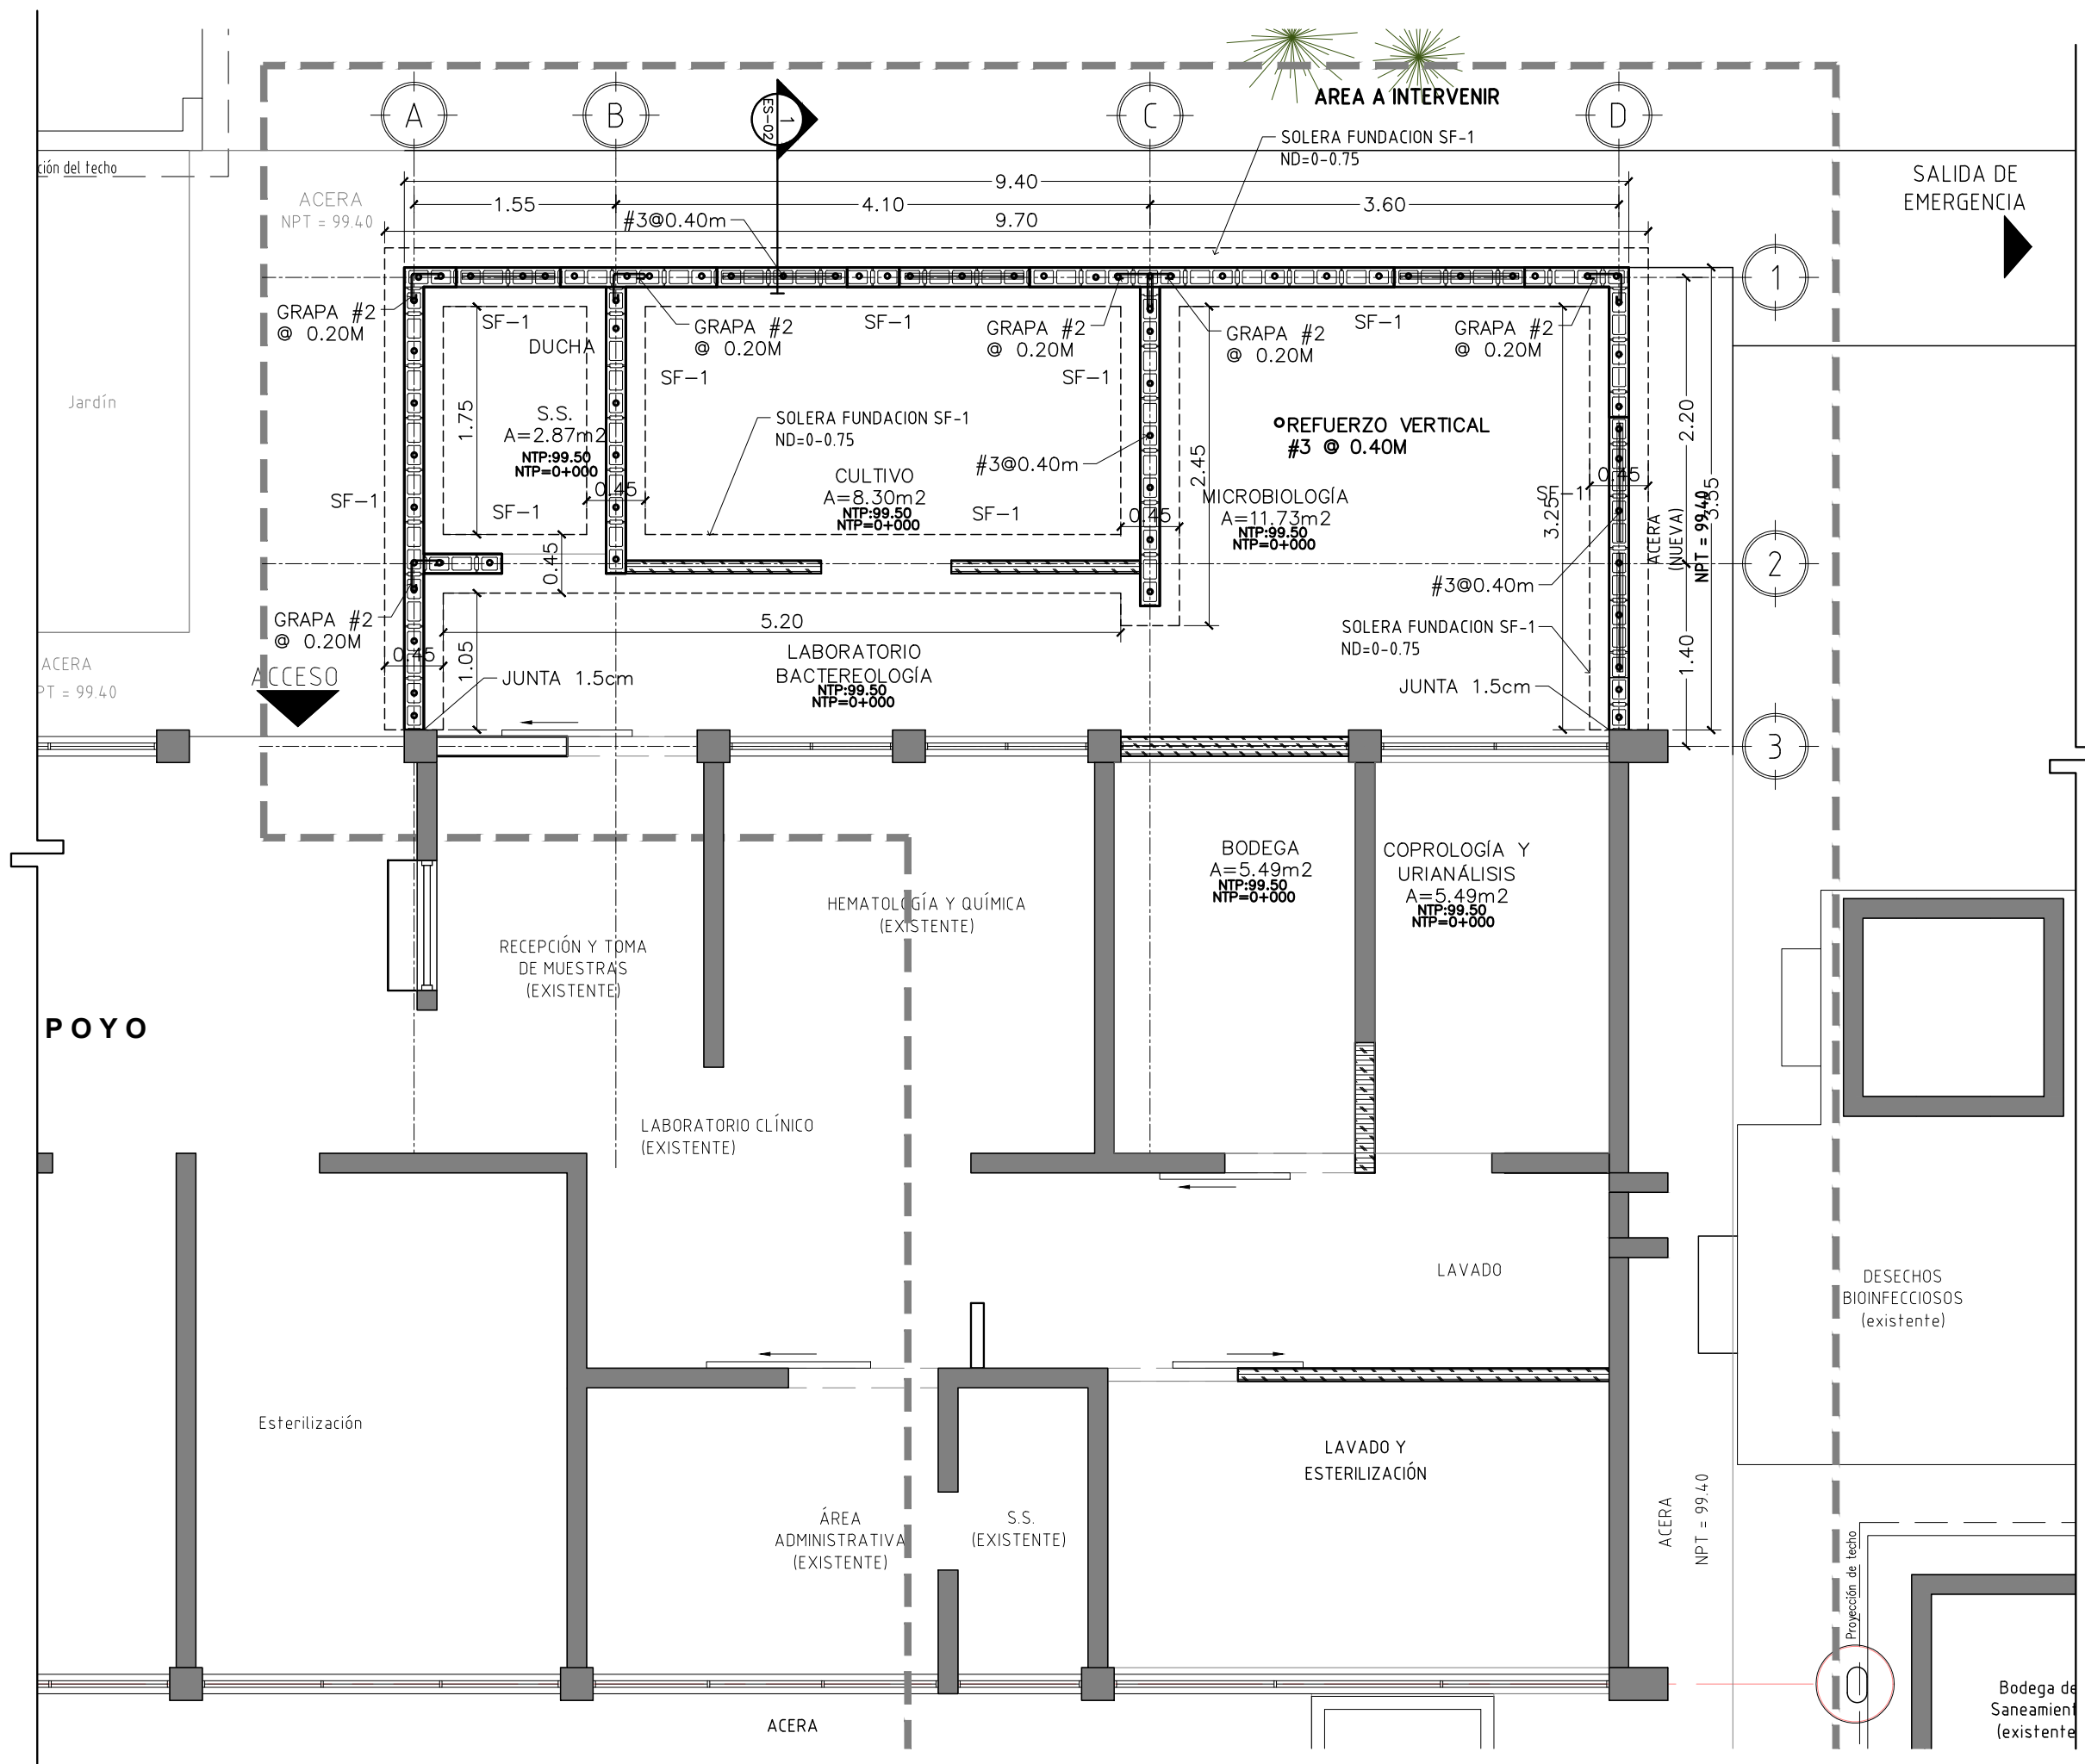 A
B
1
ES-02
C
D
AREA A INTERVENIR
SOLERA FUNDACION SF-1
ND=0-0.75
ción del techo
SALIDA DE
EMERGENCIA
ACERA
NPT = 99.40
9.40
1.55
4.10
3.60
#3@0.40m
9.70
1
GRAPA #2
@ 0.20M
SF-1
DUCHA
GRAPA #2
@ 0.20M
SF-1
GRAPA #2
@ 0.20M
GRAPA #2
@ 0.20M
SF-1
GRAPA #2
@ 0.20M
SF-1
SF-1
Jardín
1.75
S.S.
A=2.87m2
NTP:99.50
NTP=0+000
SOLERA FUNDACION SF-1
ND=0-0.75
REFUERZO VERTICAL
#3 @ 0.40M
2.20
#3@0.40m
2.45
CULTIVO
A=8.30m2
NTP:99.50
NTP=0+000
0.45
SF-1
SF-1
SF-1
0.45
MICROBIOLOGÍA
A=11.73m2
NTP:99.50
NTP=0+000
SF-1
0.45
3.25
3.55
ACERA
(NUEVA)
NPT = 99.40
2
0.45
#3@0.40m
GRAPA #2
@ 0.20M
5.20
SOLERA FUNDACION SF-1
ND=0-0.75
1.40
ACERA
PT = 99.40
0.45
1.05
ACCESO
JUNTA 1.5cm
LABORATORIO
BACTEREOLOGÍA
NTP:99.50
NTP=0+000
JUNTA 1.5cm
3
BODEGA
A=5.49m2
NTP:99.50
NTP=0+000
COPROLOGÍA Y
URIANÁLISIS
A=5.49m2
NTP:99.50
NTP=0+000
HEMATOLOGÍA Y QUÍMICA
(EXISTENTE)
RECEPCIÓN Y TOMA
DE MUESTRAS
(EXISTENTE)
POYO
LABORATORIO CLÍNICO
(EXISTENTE)
LAVADO
DESECHOS
BIOINFECCIOSOS
(existente)
Esterilización
LAVADO Y
ESTERILIZACIÓN
ÁREA
ADMINISTRATIVA
(EXISTENTE)
S.S.
(EXISTENTE)
ACERA
NPT = 99.40
Proyección de techo
0
Bodega de
Saneamient
(existente
ACERA